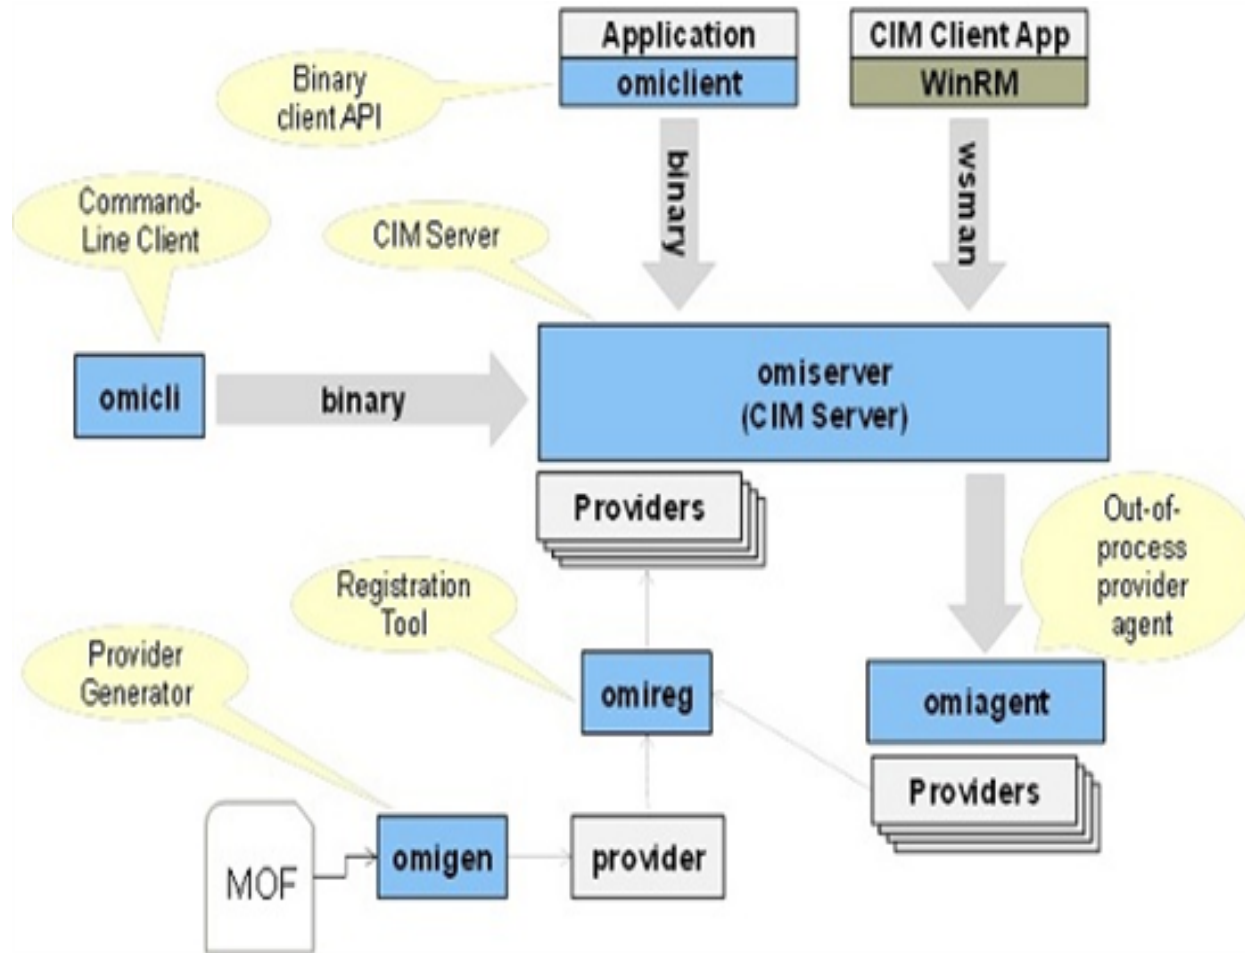 Application
omiclient
CIM Client App
WinRM
Binary
client API
binary
wsman
Command-
Line Client
CIM Server
omicli
binary
omiserver
(CIM Server)
Providers
Out-of-
process
provider
agent
Registration
Tool
Provider
Generator
omireg
omiagent
Providers
MOF
omigen
provider